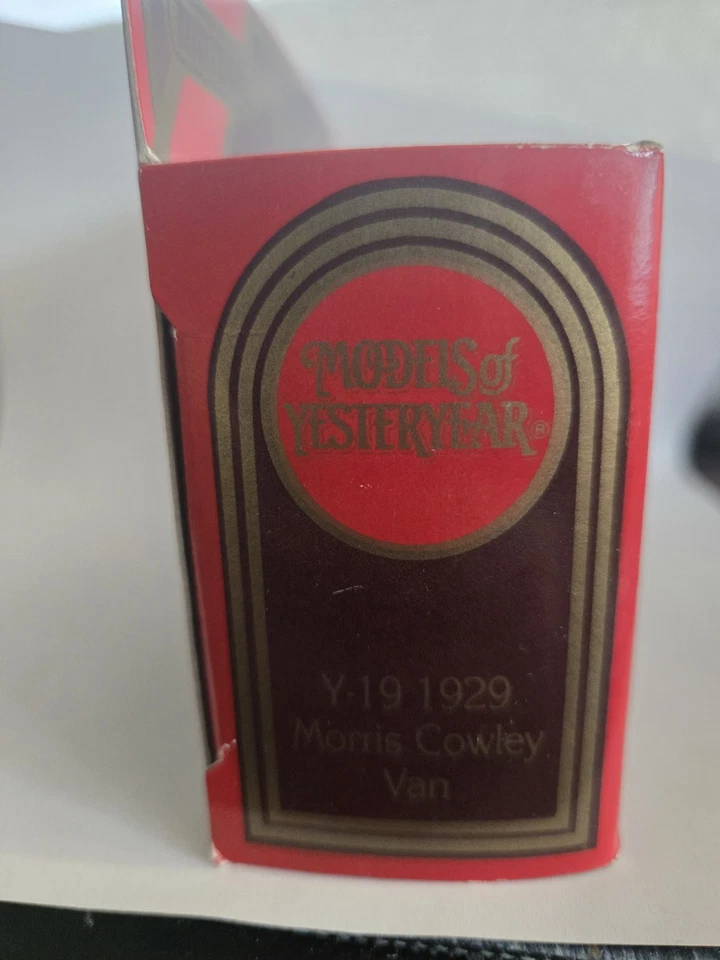 MODELS of
YESTERYEAR®
Y-19 1929
Morris Cowley
Van